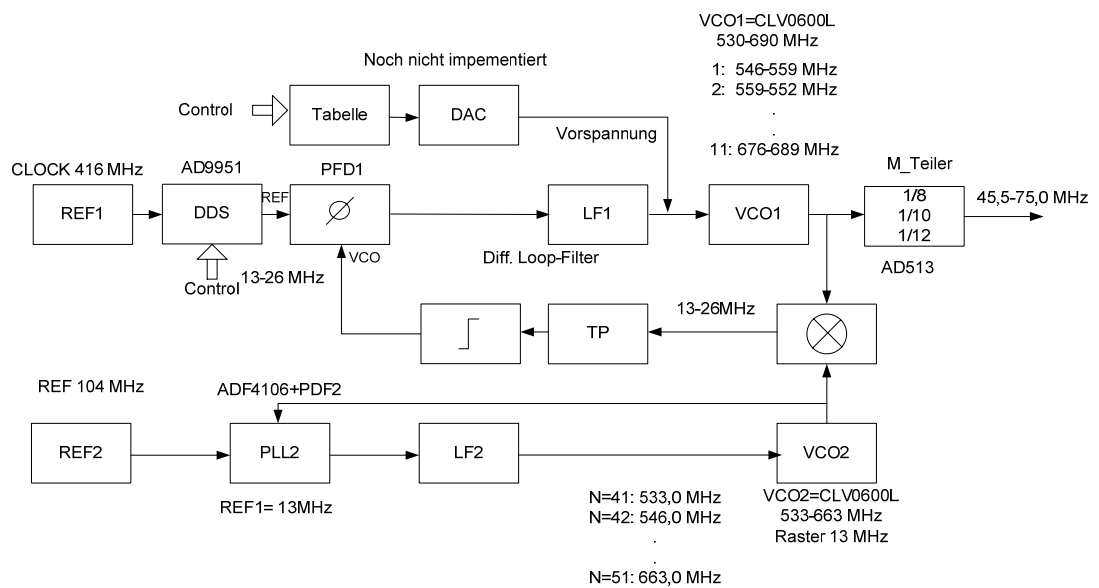 VCO1=CLV0600L
530-690 MHz
Noch nicht impementiert
1: 546-559 MHz
2: 559-552 MHz
.
.
11: 676-689 MHz
Control
Tabelle
DAC
Vorspannung
CLOCK 416 MHz
AD9951
PFD1
M_Teiler
REF1
DDS
REF
LF1
VCO1
1/8
1/10
1/12
45,5-75,0 MHz
VCO
Diff. Loop-Filter
AD513
Control
13-26 MHz
13-26MHz
TP
REF 104 MHz
ADF4106+PDF2
REF2
PLL2
LF2
VCO2
REF1= 13MHz
N=41: 533,0 MHz
N=42: 546,0 MHz
.
.
N=51: 663,0 MHz
VCO2=CLV0600L
533-663 MHz
Raster 13 MHz